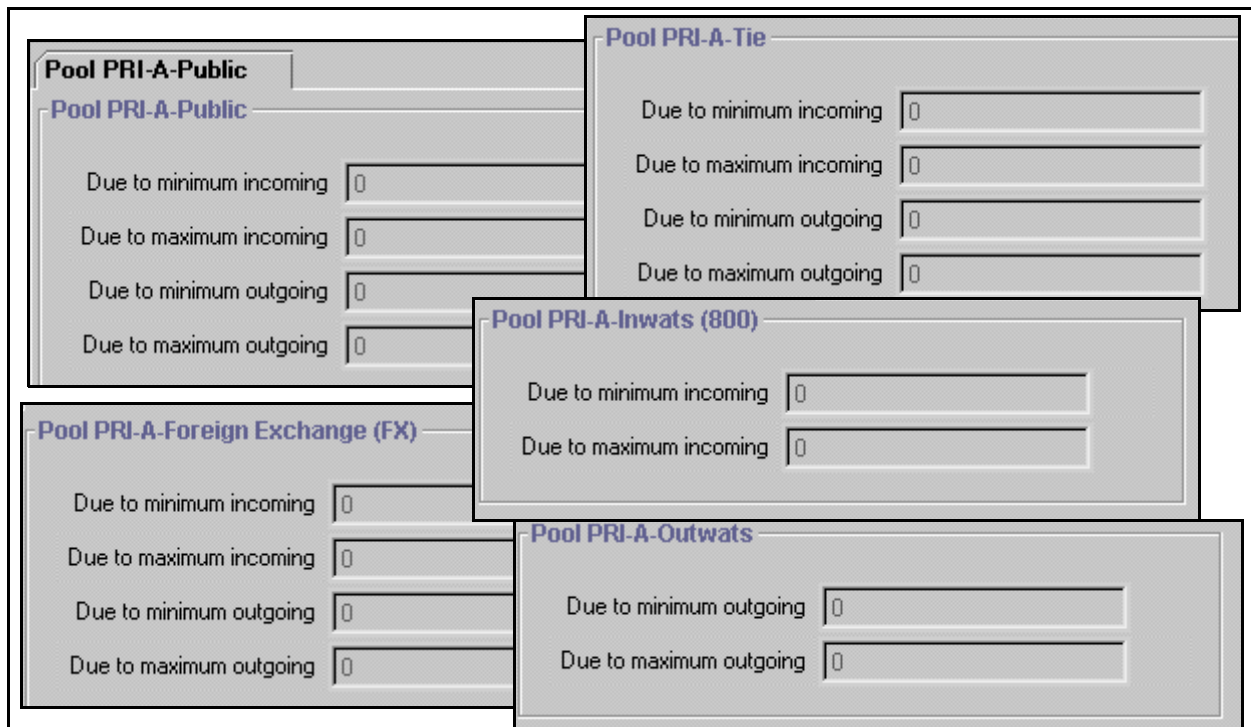 Pool PRI-A-Public
Pool PRI-A-Public
Due to minimum incoming 0
Due to maximum incoming 0
Due to minimum outgoing 0
Due to maximum outgoing 0
Pool PRI-A-Tie
Due to minimum incoming 0
Due to maximum incoming 0
Due to minimum outgoing 0
Due to maximum outgoing 0
Pool PRI-A-Inwats (800)
Due to minimum incoming 0
Due to maximum incoming 0
Pool PRI-A-Foreign Exchange (FX)
Due to minimum incoming 0
Due to maximum incoming 0
Due to minimum outgoing 0
Due to maximum outgoing 0
Pool PRI-A-Outwats
Due to minimum outgoing 0
Due to maximum outgoing 0